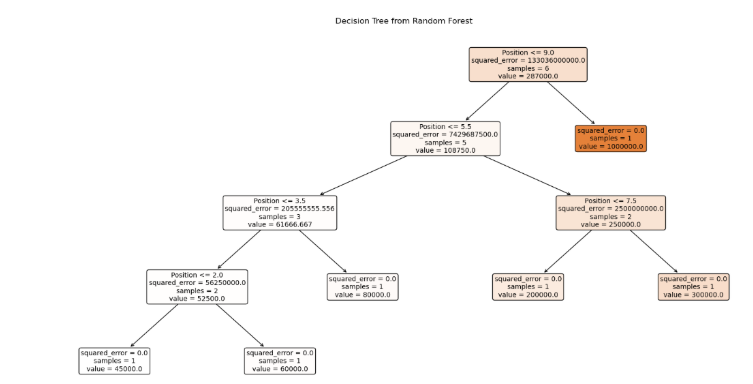 Decision Tree from Random Forest
Position <= 9.0
squared_error = 133036000000.0
samples = 6
value = 287000.0
Position <= 5.5
squared_error = 7429687500.0
samples = 5
value = 108750.0
squared_error = 0.0
samples = 1
value = 1000000.0
Position <= 3.5
squared_error = 205555555.556
samples = 3
value = 61666.667
Position <= 7.5
squared_error = 2500000000.0
samples = 2
value = 250000.0
Position <= 2.0
squared_error = 56250000.0
samples = 2
value = 52500.0
squared_error = 0.0
samples = 1
value = 80000.0
squared_error = 0.0
samples = 1
value = 200000.0
squared_error = 0.0
samples = 1
value = 300000.0
squared_error = 0.0
samples = 1
value = 45000.0
squared_error = 0.0
samples = 1
value = 60000.0